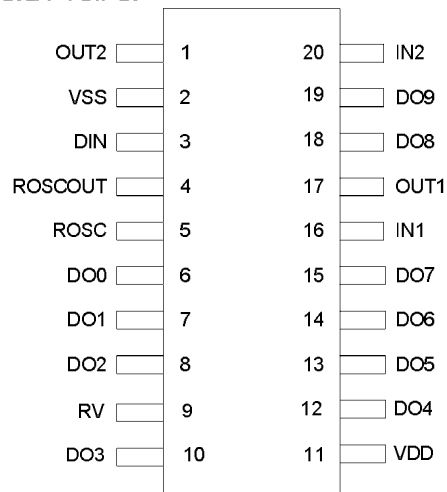 OUT2 1 20 IN2
VSS 2 19 DO9
DIN 3 18 DO8
ROSCOUT 4 17 OUT1
ROSC 5 16 IN1
DO0 6 15 DO7
DO1 7 14 DO6
DO2 8 13 DO5
RV 9 12 DO4
DO3 10 11 VDD